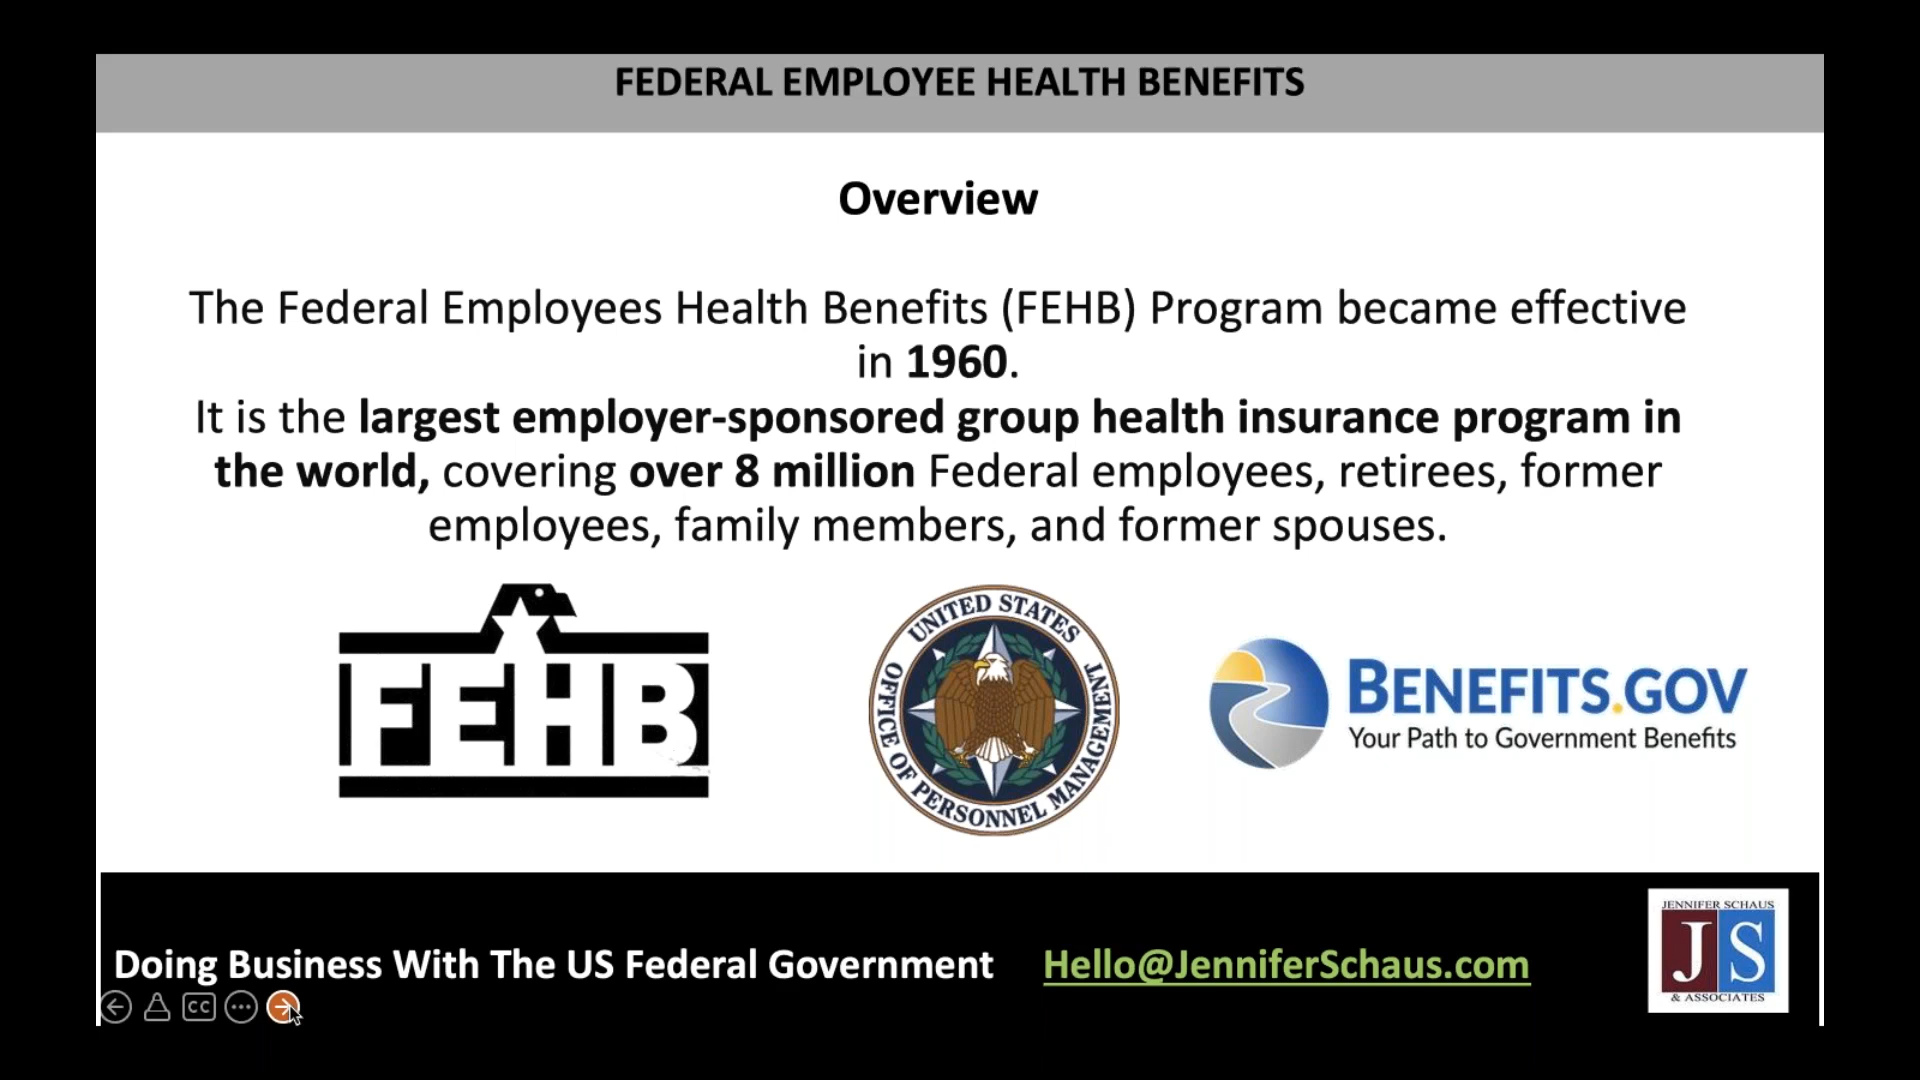 FEDERAL EMPLOYEE HEALTH BENEFITS
Overview
The Federal Employees Health Benefits (FEHB) Program became effective
in 1960.
It is the largest employer-sponsored group health insurance program in
the world, covering over 8 million Federal employees, retirees, former
employees, family members, and former spouses.
FEHB
UNITED STATES
OFFICE OF PERSONNEL MANAGEMENT
BENEFITS.GOV
Your Path to Government Benefits
Doing Business With The US Federal Government
Hello@JenniferSchaus.com
JENNIFER SCHAUS
JS
& ASSOCIATES
CC